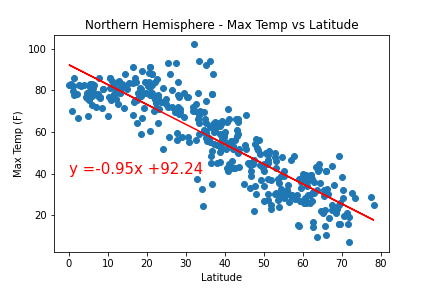 Northern Hemisphere - Max Temp vs Latitude
100
80
60
40
20
Max Temp (F)
y =-0.95x +92.24
0 10 20 30 40 50 60 70 80
Latitude